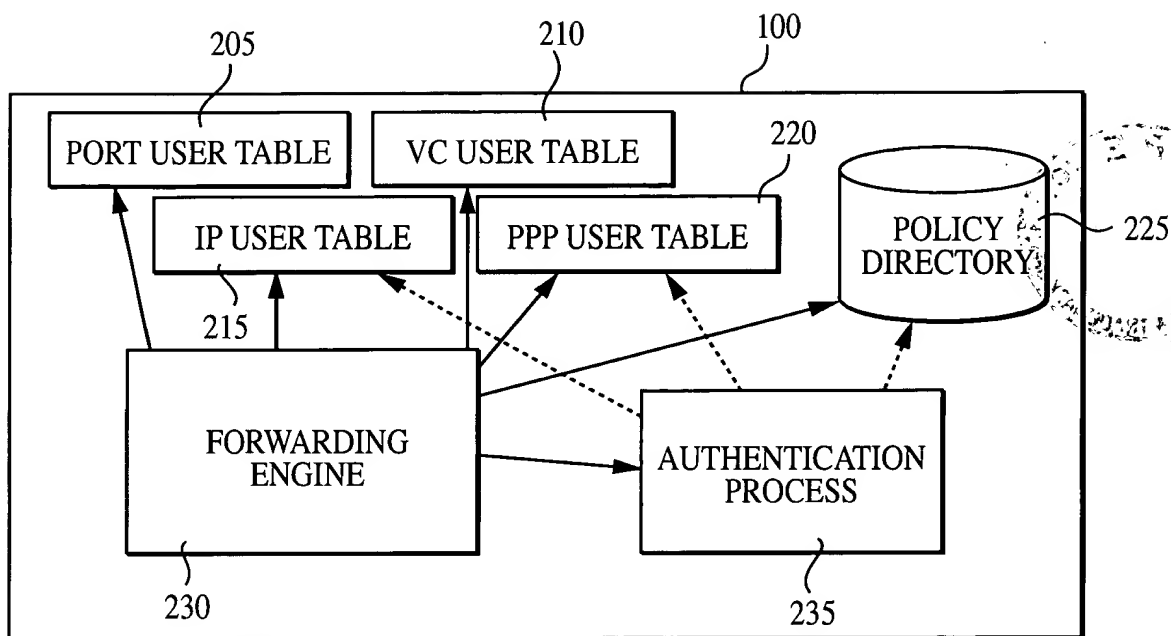 205
210
100
PORT USER TABLE
VC USER TABLE
220
IP USER TABLE
PPP USER TABLE
POLICY
DIRECTORY
225
215
FORWARDING
ENGINE
AUTHENTICATION
PROCESS
230
235